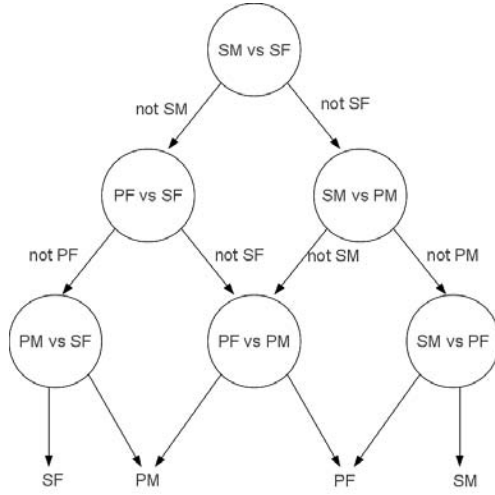 SM vs SF
not SM
not SF
PF vs SF
SM vs PM
not PF
not SF
not SM
not PM
PM vs SF
PF vs PM
SM vs PF
SF
PM
PF
SM